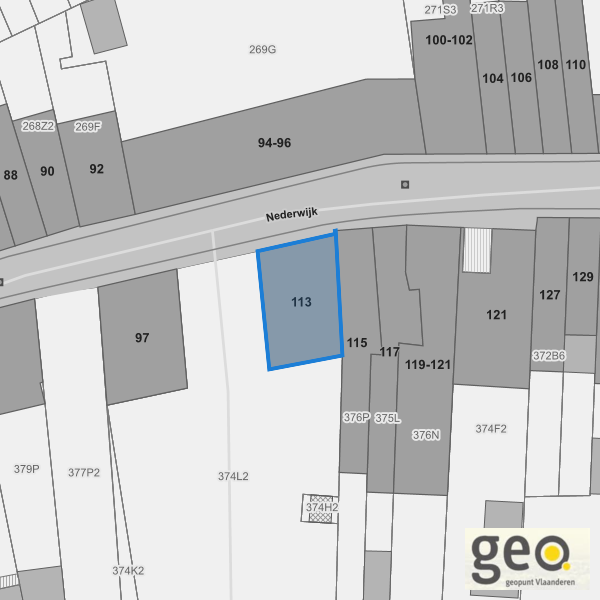 271S3
271R3
100-102
269G
108
110
104
106
94-96
268Z2
269F
90
92
88
Nederwijk
113
129
127
121
97
115
117
119-121
372B6
376P
375L
376N
374F2
379P
377P2
374L2
374H2
374K2
geo.
geopunt Vlaanderen